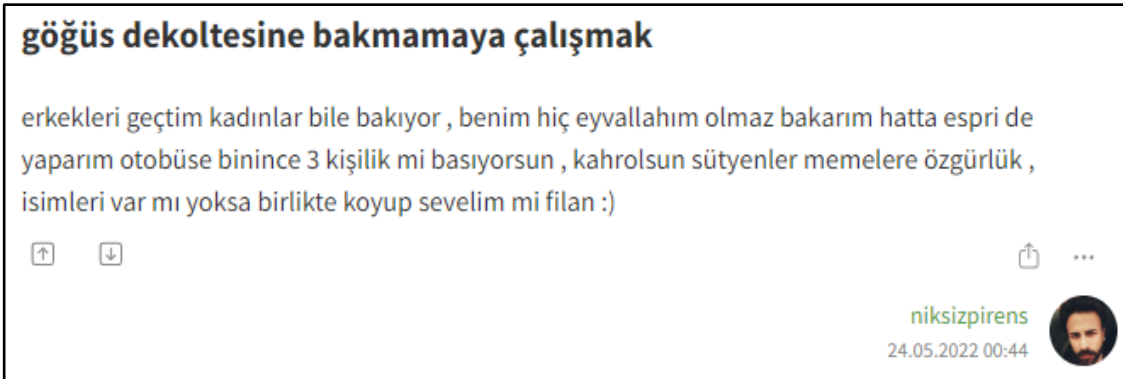 göğüs dekoltesine bakmamaya çalışmak
erkekleri geçtim kadınlar bile bakıyor , benim hiç eyvallahım olmaz bakarım hatta espri de
yaparım otobüse binince 3 kişilik mi basıyorsun , kahrolsun sütyenler memelere özgürlük ,
isimleri var mı yoksa birlikte koyup sevelim mi filan :)
niksizpirens
24.05.2022 00:44